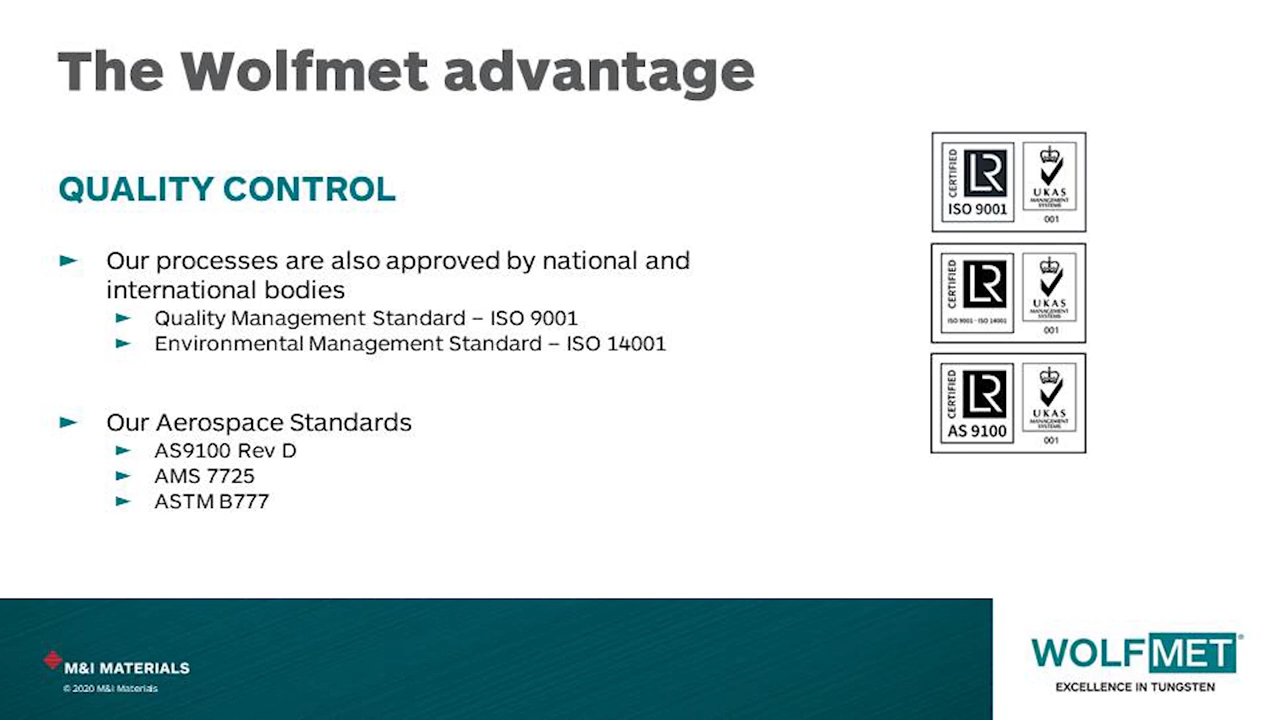 The Wolfmet advantage
QUALITY CONTROL
► Our processes are also approved by national and
international bodies
► Quality Management Standard – ISO 9001
► Environmental Management Standard – ISO 14001
► Our Aerospace Standards
► AS9100 Rev D
► AMS 7725
► ASTM B777
CERTIFIED
LR
ISO 9001
UKAS
MANAGEMENT
SYSTEMS
001
CERTIFIED
LR
ISO 9001 - ISO 14001
UKAS
MANAGEMENT
SYSTEMS
001
CERTIFIED
LR
AS 9100
UKAS
MANAGEMENT
SYSTEMS
001
M&I MATERIALS
© 2020 M&I Materials
WOLFMET®
EXCELLENCE IN TUNGSTEN